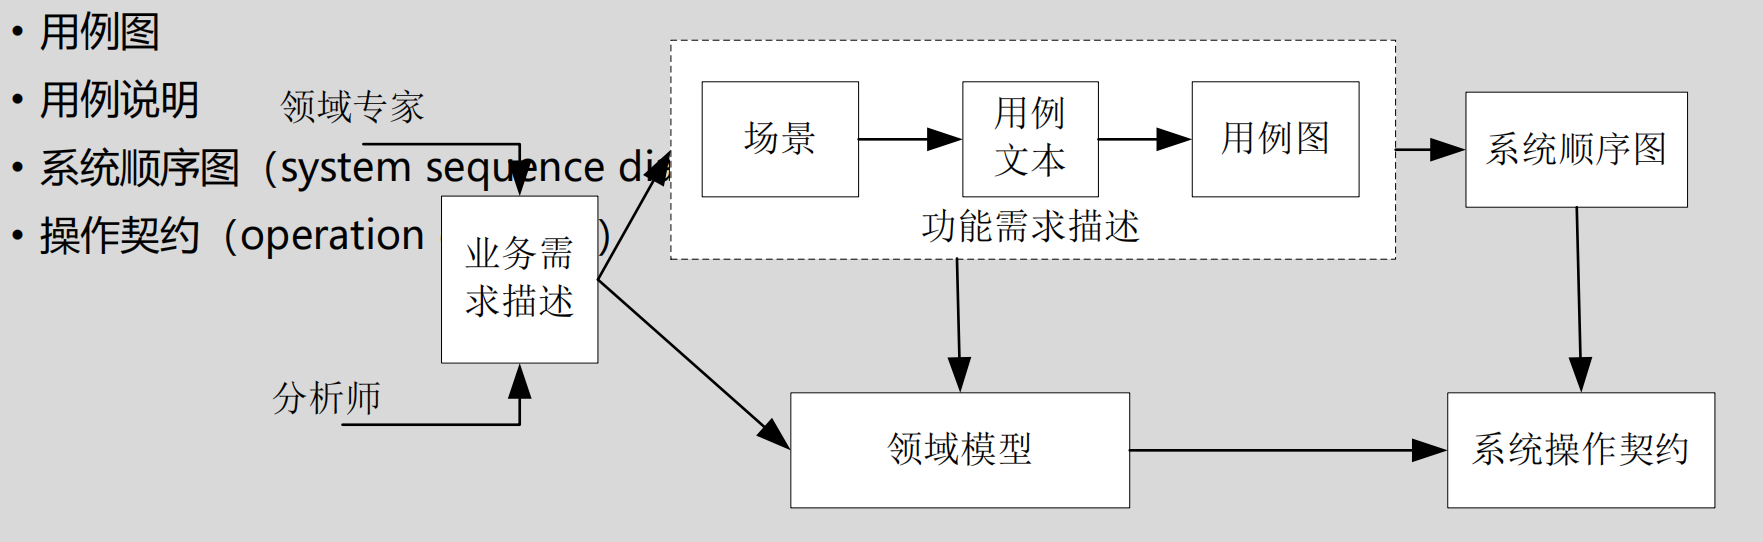 • 用例图
• 用例说明
• 系统顺序图（system sequence
• 操作契约（operation
）
领域专家
业务需
求描述
分析师
场景
用例
文本
用例图
功能需求描述
系统顺序图
领域模型
系统操作契约